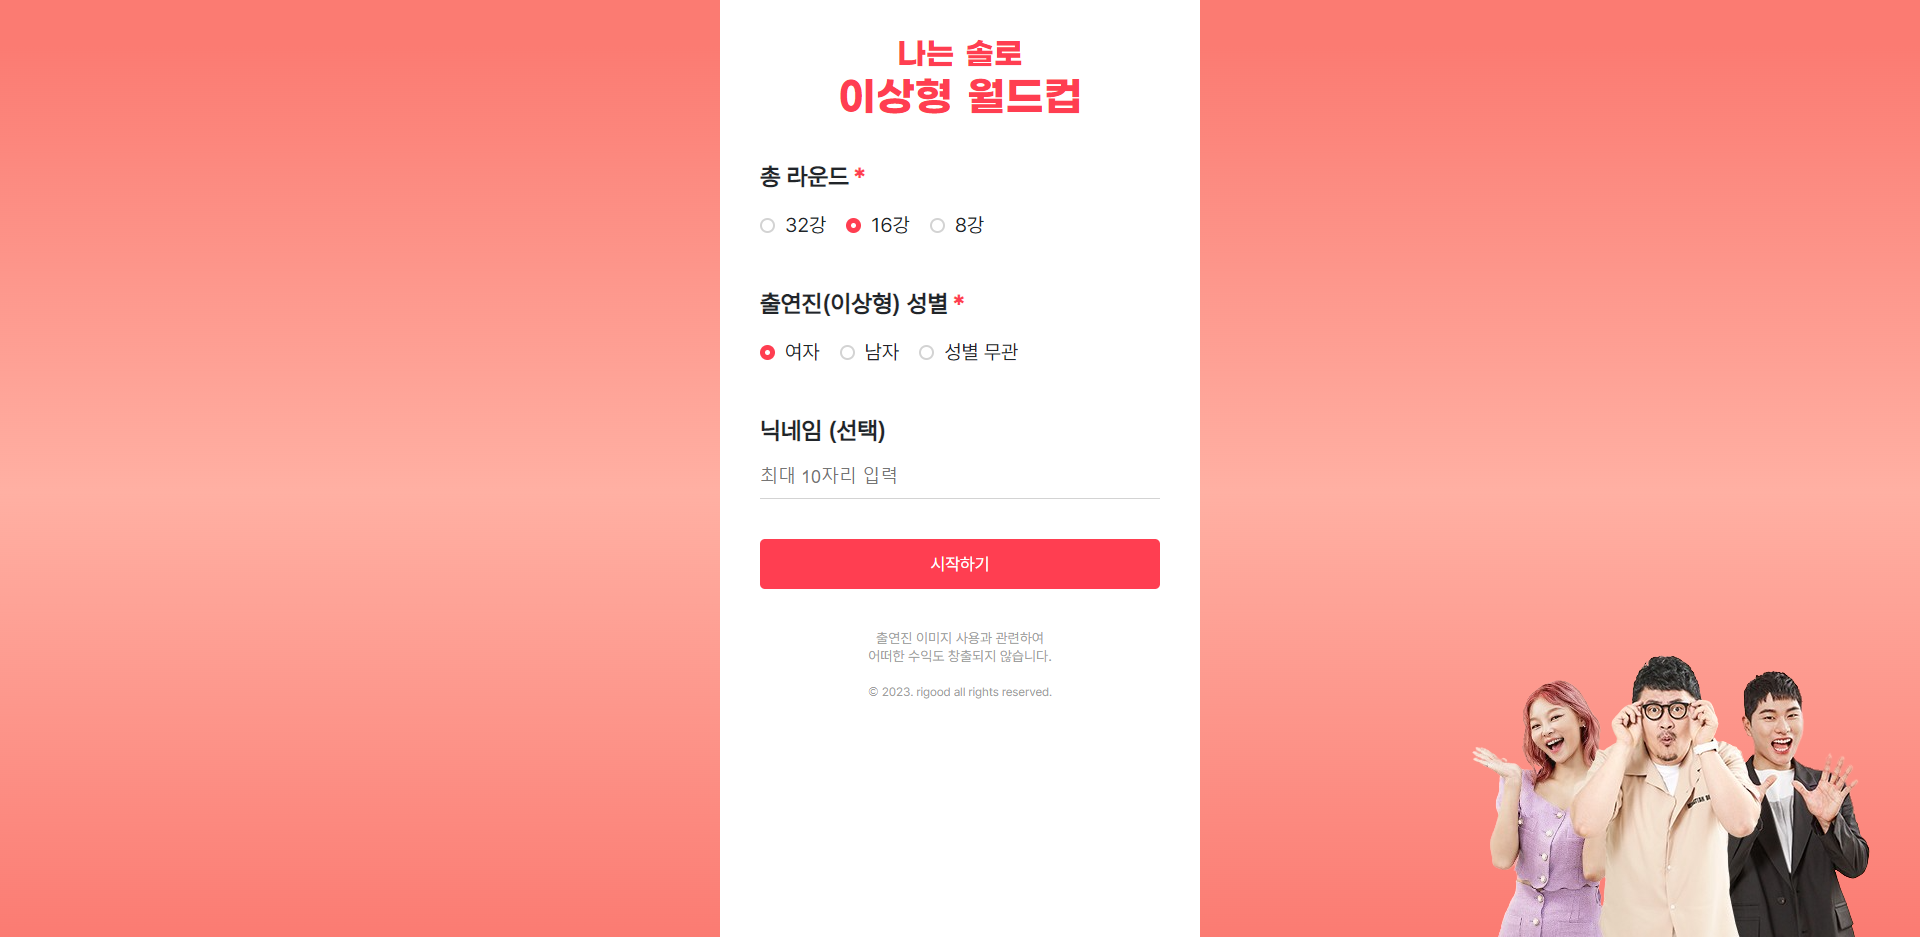 나는 솔로
이상형 월드컵
총 라운드 *
32강 16강 8강
출연진(이상형) 성별 *
여자 남자 성별 무관
닉네임 (선택)
최대 10자리 입력
시작하기
출연진 이미지 사용과 관련하여
어떠한 수익도 창출되지 않습니다.
© 2023. rigood all rights reserved.